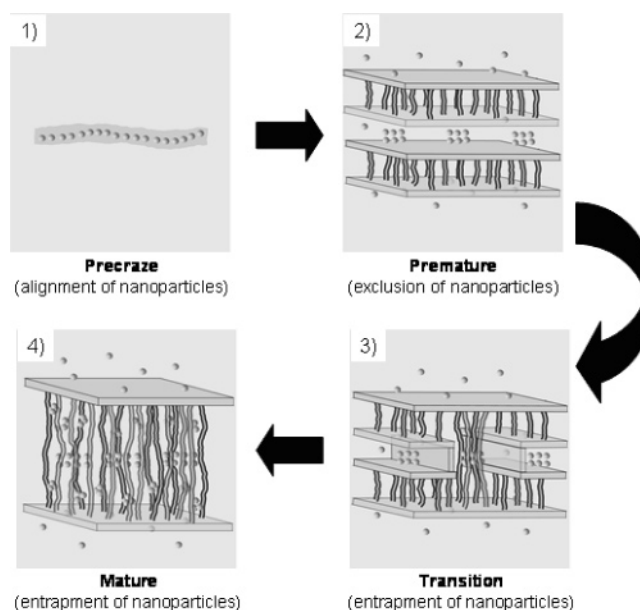 1)
Precraze
(alignment of nanoparticles)
2)
Premature
(exclusion of nanoparticles)
3)
Transition
(entrapment of nanoparticles)
4)
Mature
(entrapment of nanoparticles)